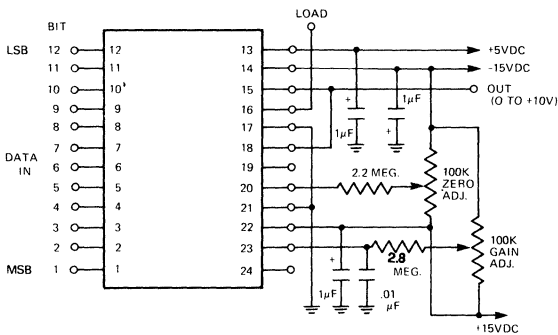 LOAD
BIT
LSB 12 12 13 +5VDC
11 11 14 -15VDC
10 10 15 OUT
(O TO +10V)
9 9 16
8 8 17 1µF 1µF
+ +
7 7 18
DATA
IN
6 6 19 2.2 MEG. 100K
ZERO
ADJ.
5 5 20
4 4 21
3 3 22
2 2 23 2.8
MEG.
100K
GAIN
ADJ.
MSB 1 1 24
+
1µF .01
µF
+15VDC